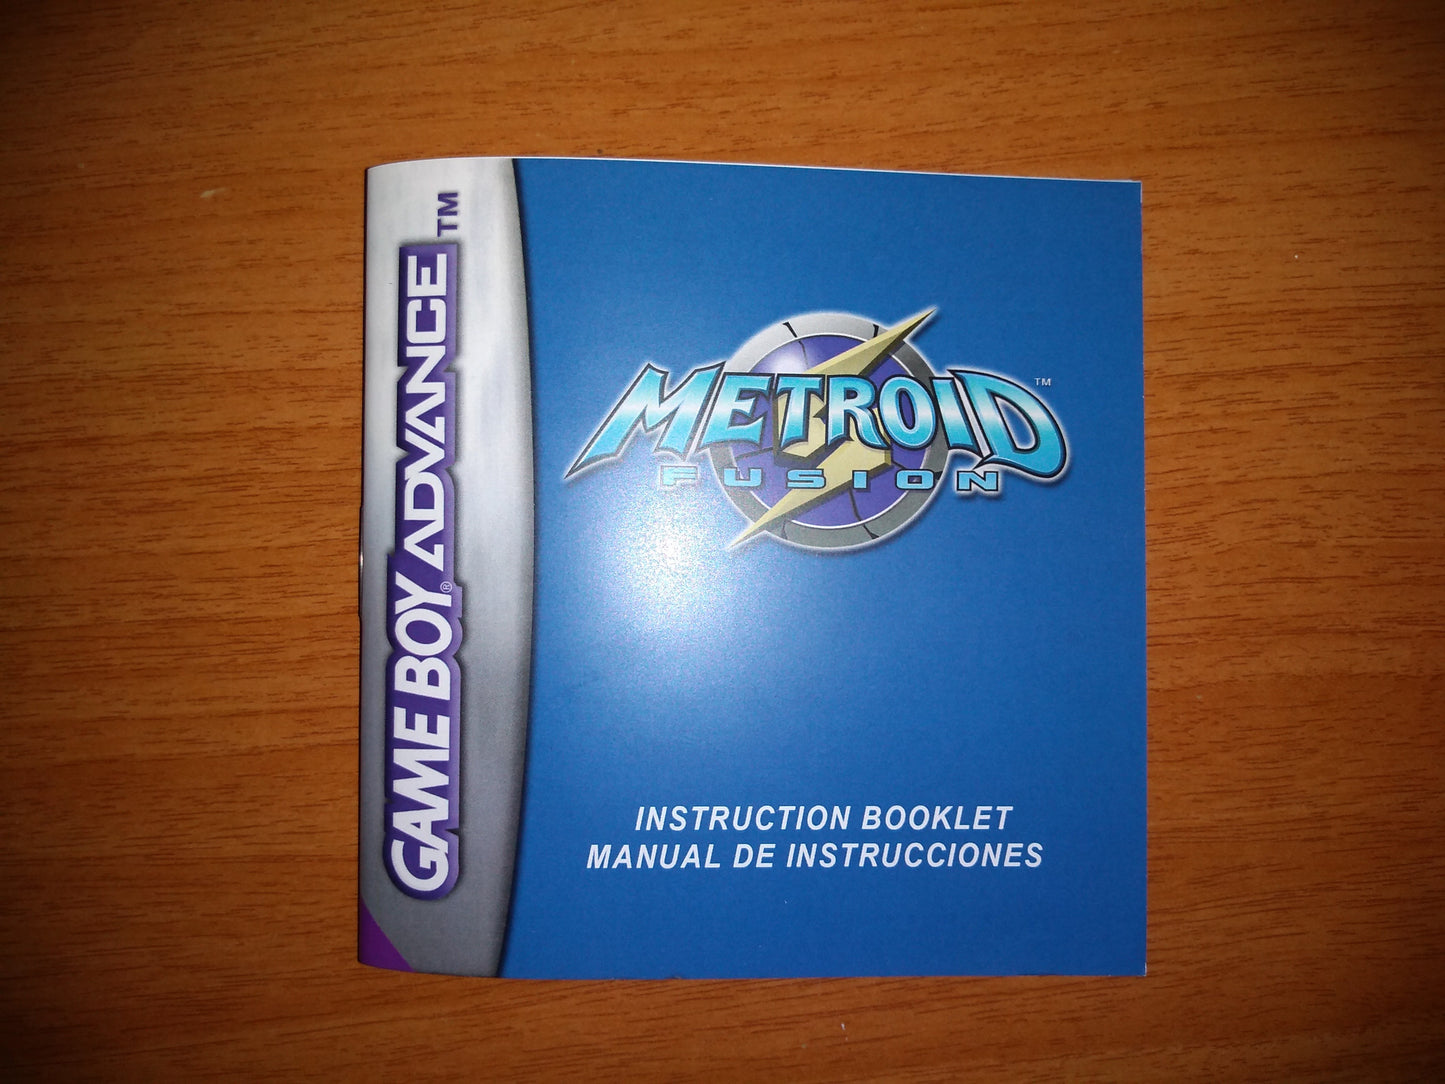 GAME BOY® ADVANCE™
METROID™
FUSION
INSTRUCTION BOOKLET
MANUAL DE INSTRUCCIONES